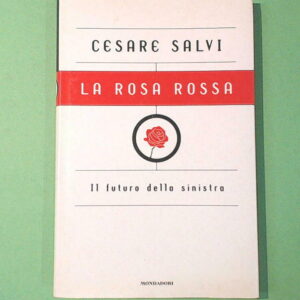 CESARE SALVI
LA ROSA ROSSA
Il futuro della sinistra
MONDADORI